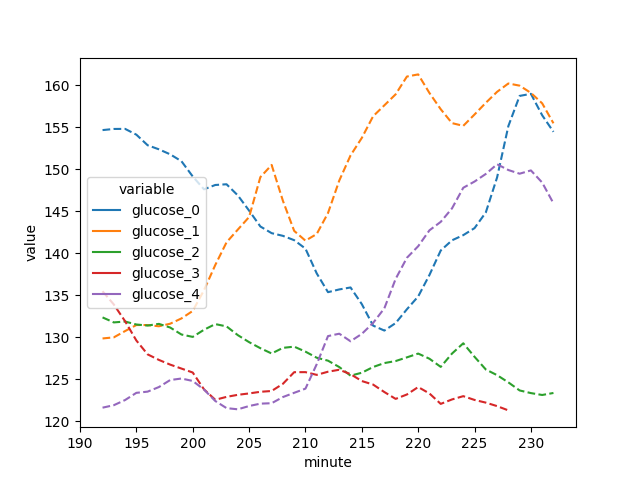 160
155
150
145
140
135
130
125
120
value
variable
glucose_0
glucose_1
glucose_2
glucose_3
glucose_4
190 195 200 205 210 215 220 225 230
minute